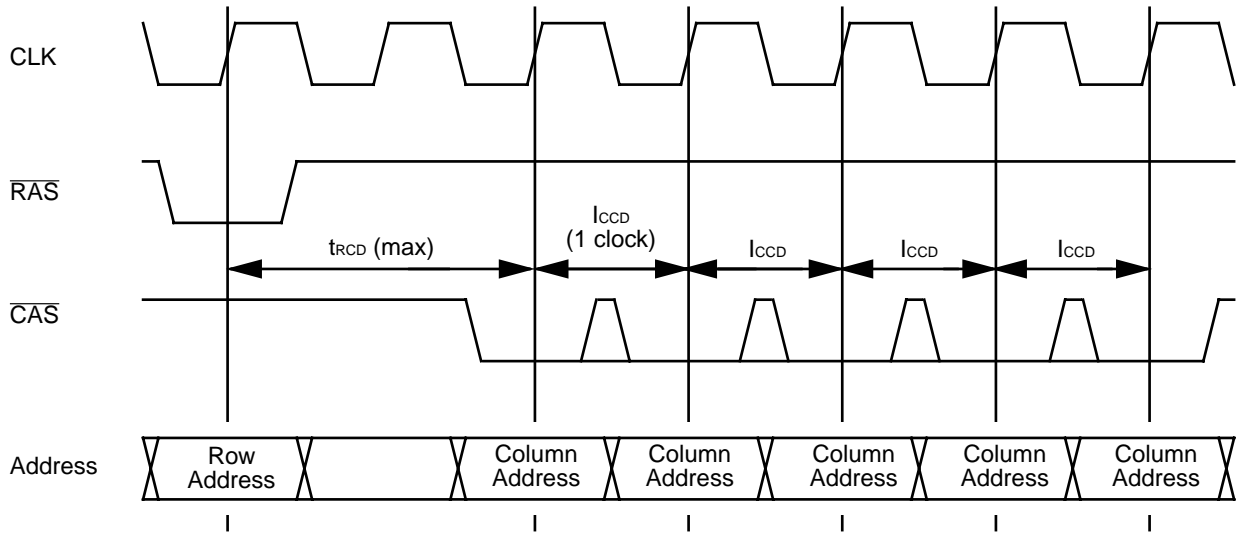 CLK
RAS
tRCD (max)
ICCD
(1 clock)
ICCD
ICCD
ICCD
CAS
Address
Row
Address
Column
Address
Column
Address
Column
Address
Column
Address
Column
Address